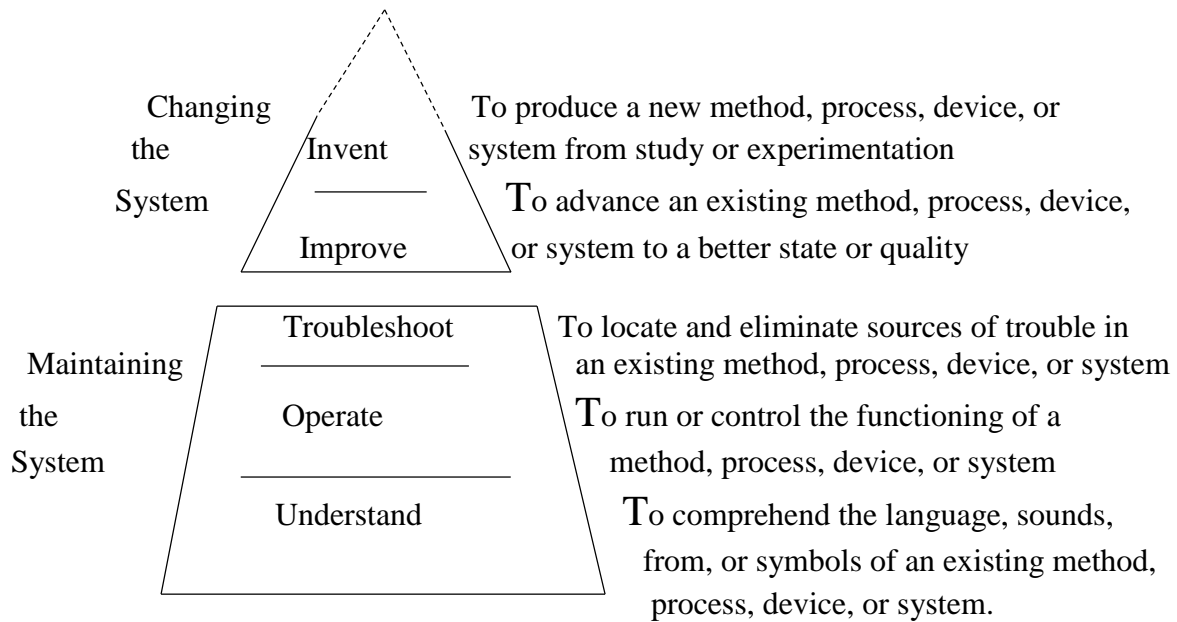 Changing
the
System
Invent
To produce a new method, process, device, or
system from study or experimentation
Improve
To advance an existing method, process, device,
or system to a better state or quality
Maintaining
the
System
Troubleshoot
To locate and eliminate sources of trouble in
an existing method, process, device, or system
Operate
To run or control the functioning of a
method, process, device, or system
Understand
To comprehend the language, sounds,
from, or symbols of an existing method,
process, device, or system.